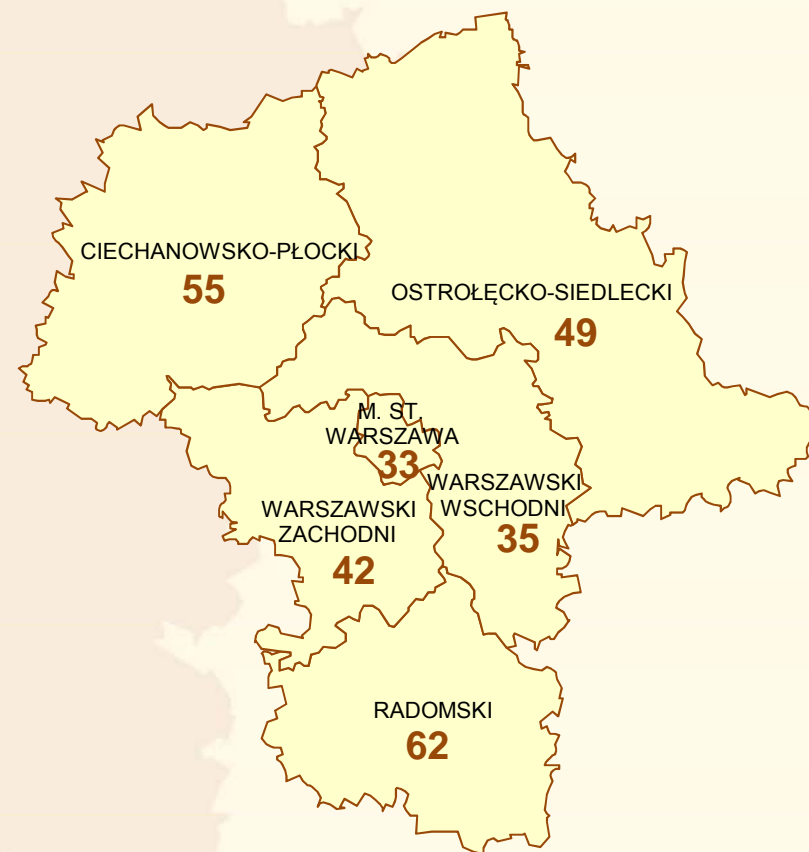 CIECHANOWSKO-PŁOCKI
55
OSTROŁĘCKO-SIEDLECKI
49
M. ST.
WARSZAWA
33
WARSZAWSKI
WSCHODNI
35
WARSZAWSKI
ZACHODNI
42
RADOMSKI
62